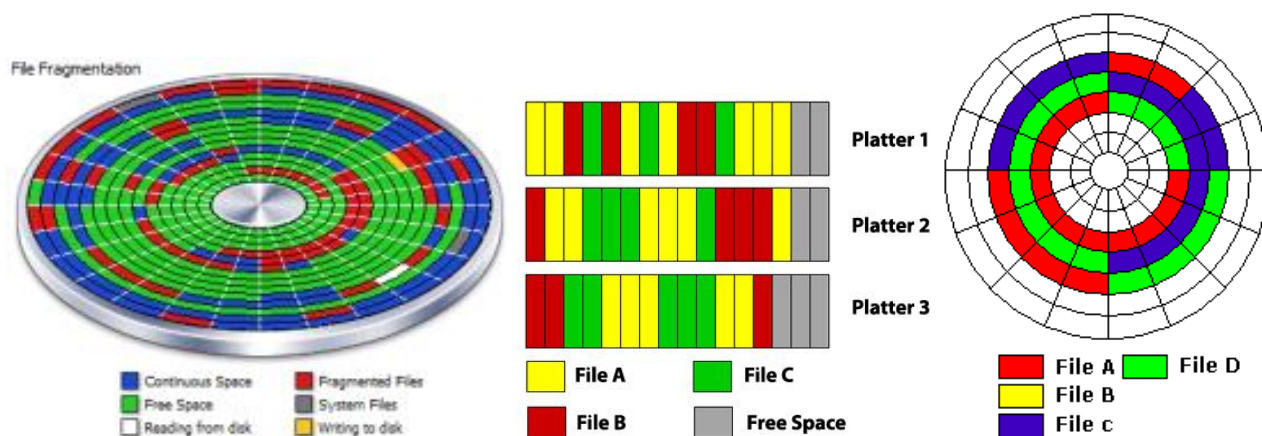 File Fragmentation
Continuous Space
Fragmented Files
Free Space
System Files
Reading from disk
Writing to disk
Platter 1
Platter 2
Platter 3
File A
File C
File B
Free Space
File A
File D
File B
File c